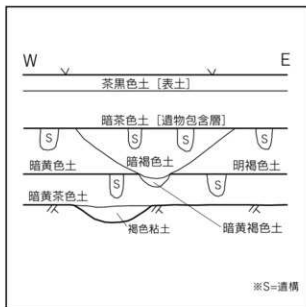 W E
茶黒色土［表土］
暗茶色土［遺物包含層］
S S S S
暗黄色土 暗褐色土 明褐色土
S S
暗黄茶色土
褐色粘土 暗黄褐色土
※S=遺構